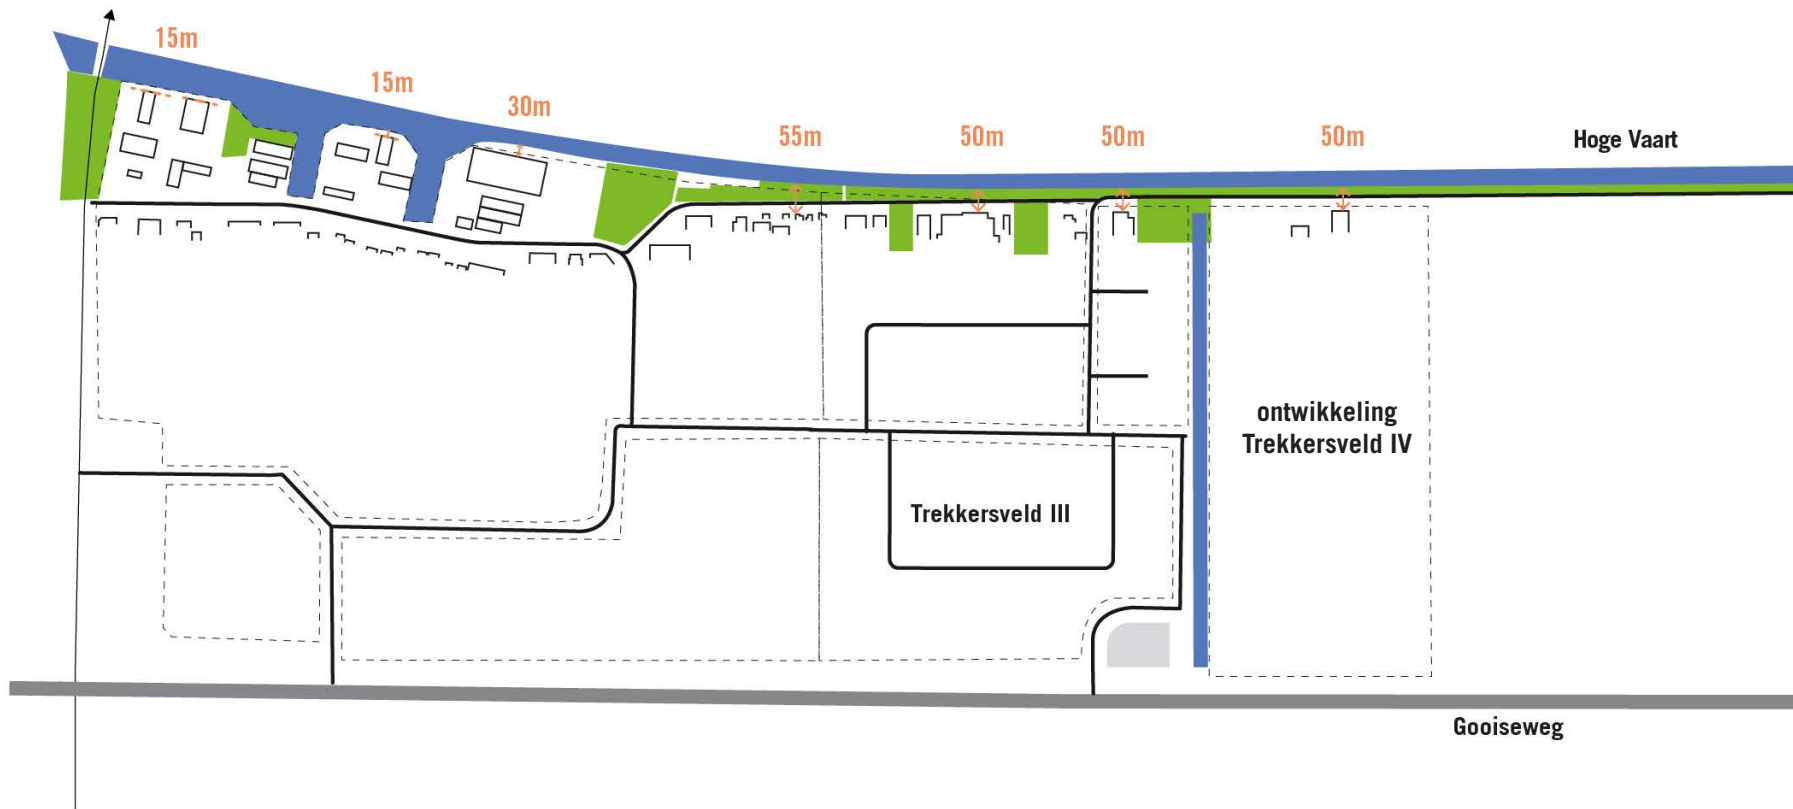 15m
15m
30m
55m
50m
50m
50m
Hoge Vaart
ontwikkeling
Trekkersveld IV
Trekkersveld III
Gooiseweg